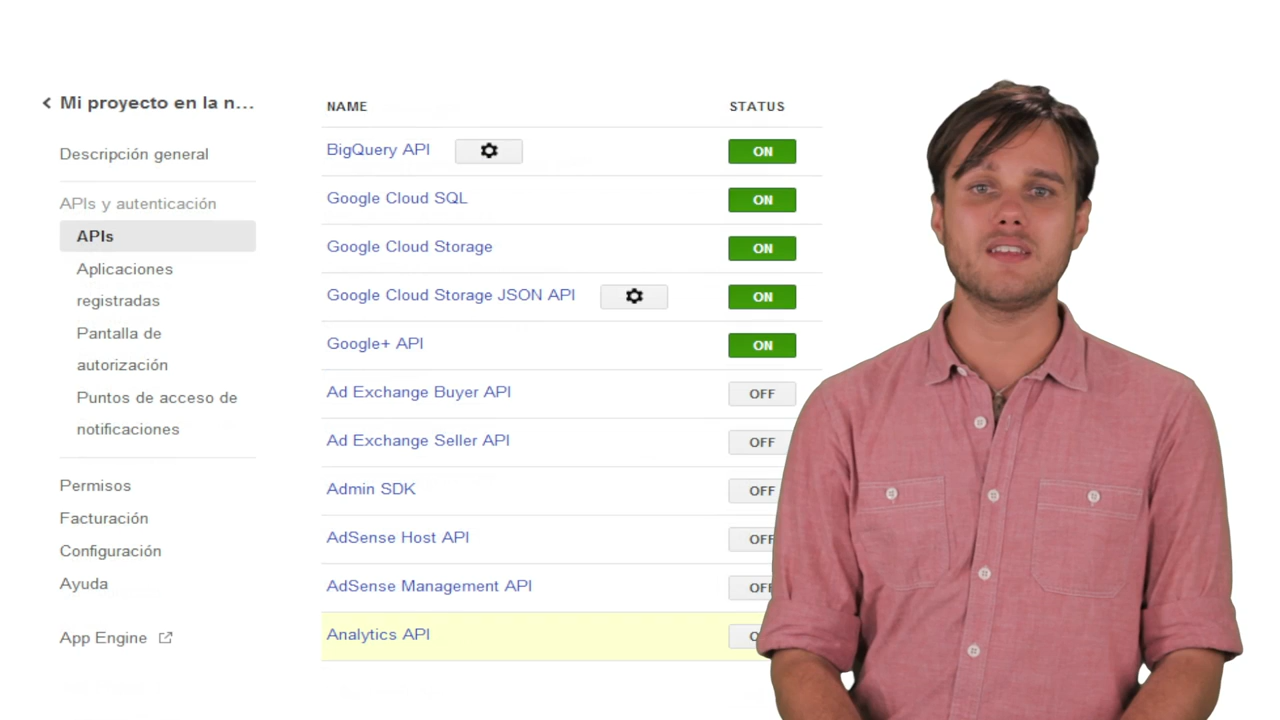 Mi proyecto en la n...
Descripción general
APIs y autenticación
APIs
Aplicaciones
registradas
Pantalla de
autorización
Puntos de acceso de
notificaciones
Permisos
Facturación
Configuración
Ayuda
App Engine
NAME STATUS
BigQuery API ON
Google Cloud SQL ON
Google Cloud Storage ON
Google Cloud Storage JSON API ON
Google+ API ON
Ad Exchange Buyer API OFF
Ad Exchange Seller API OFF
Admin SDK OFF
AdSense Host API OFF
AdSense Management API OFF
Analytics API